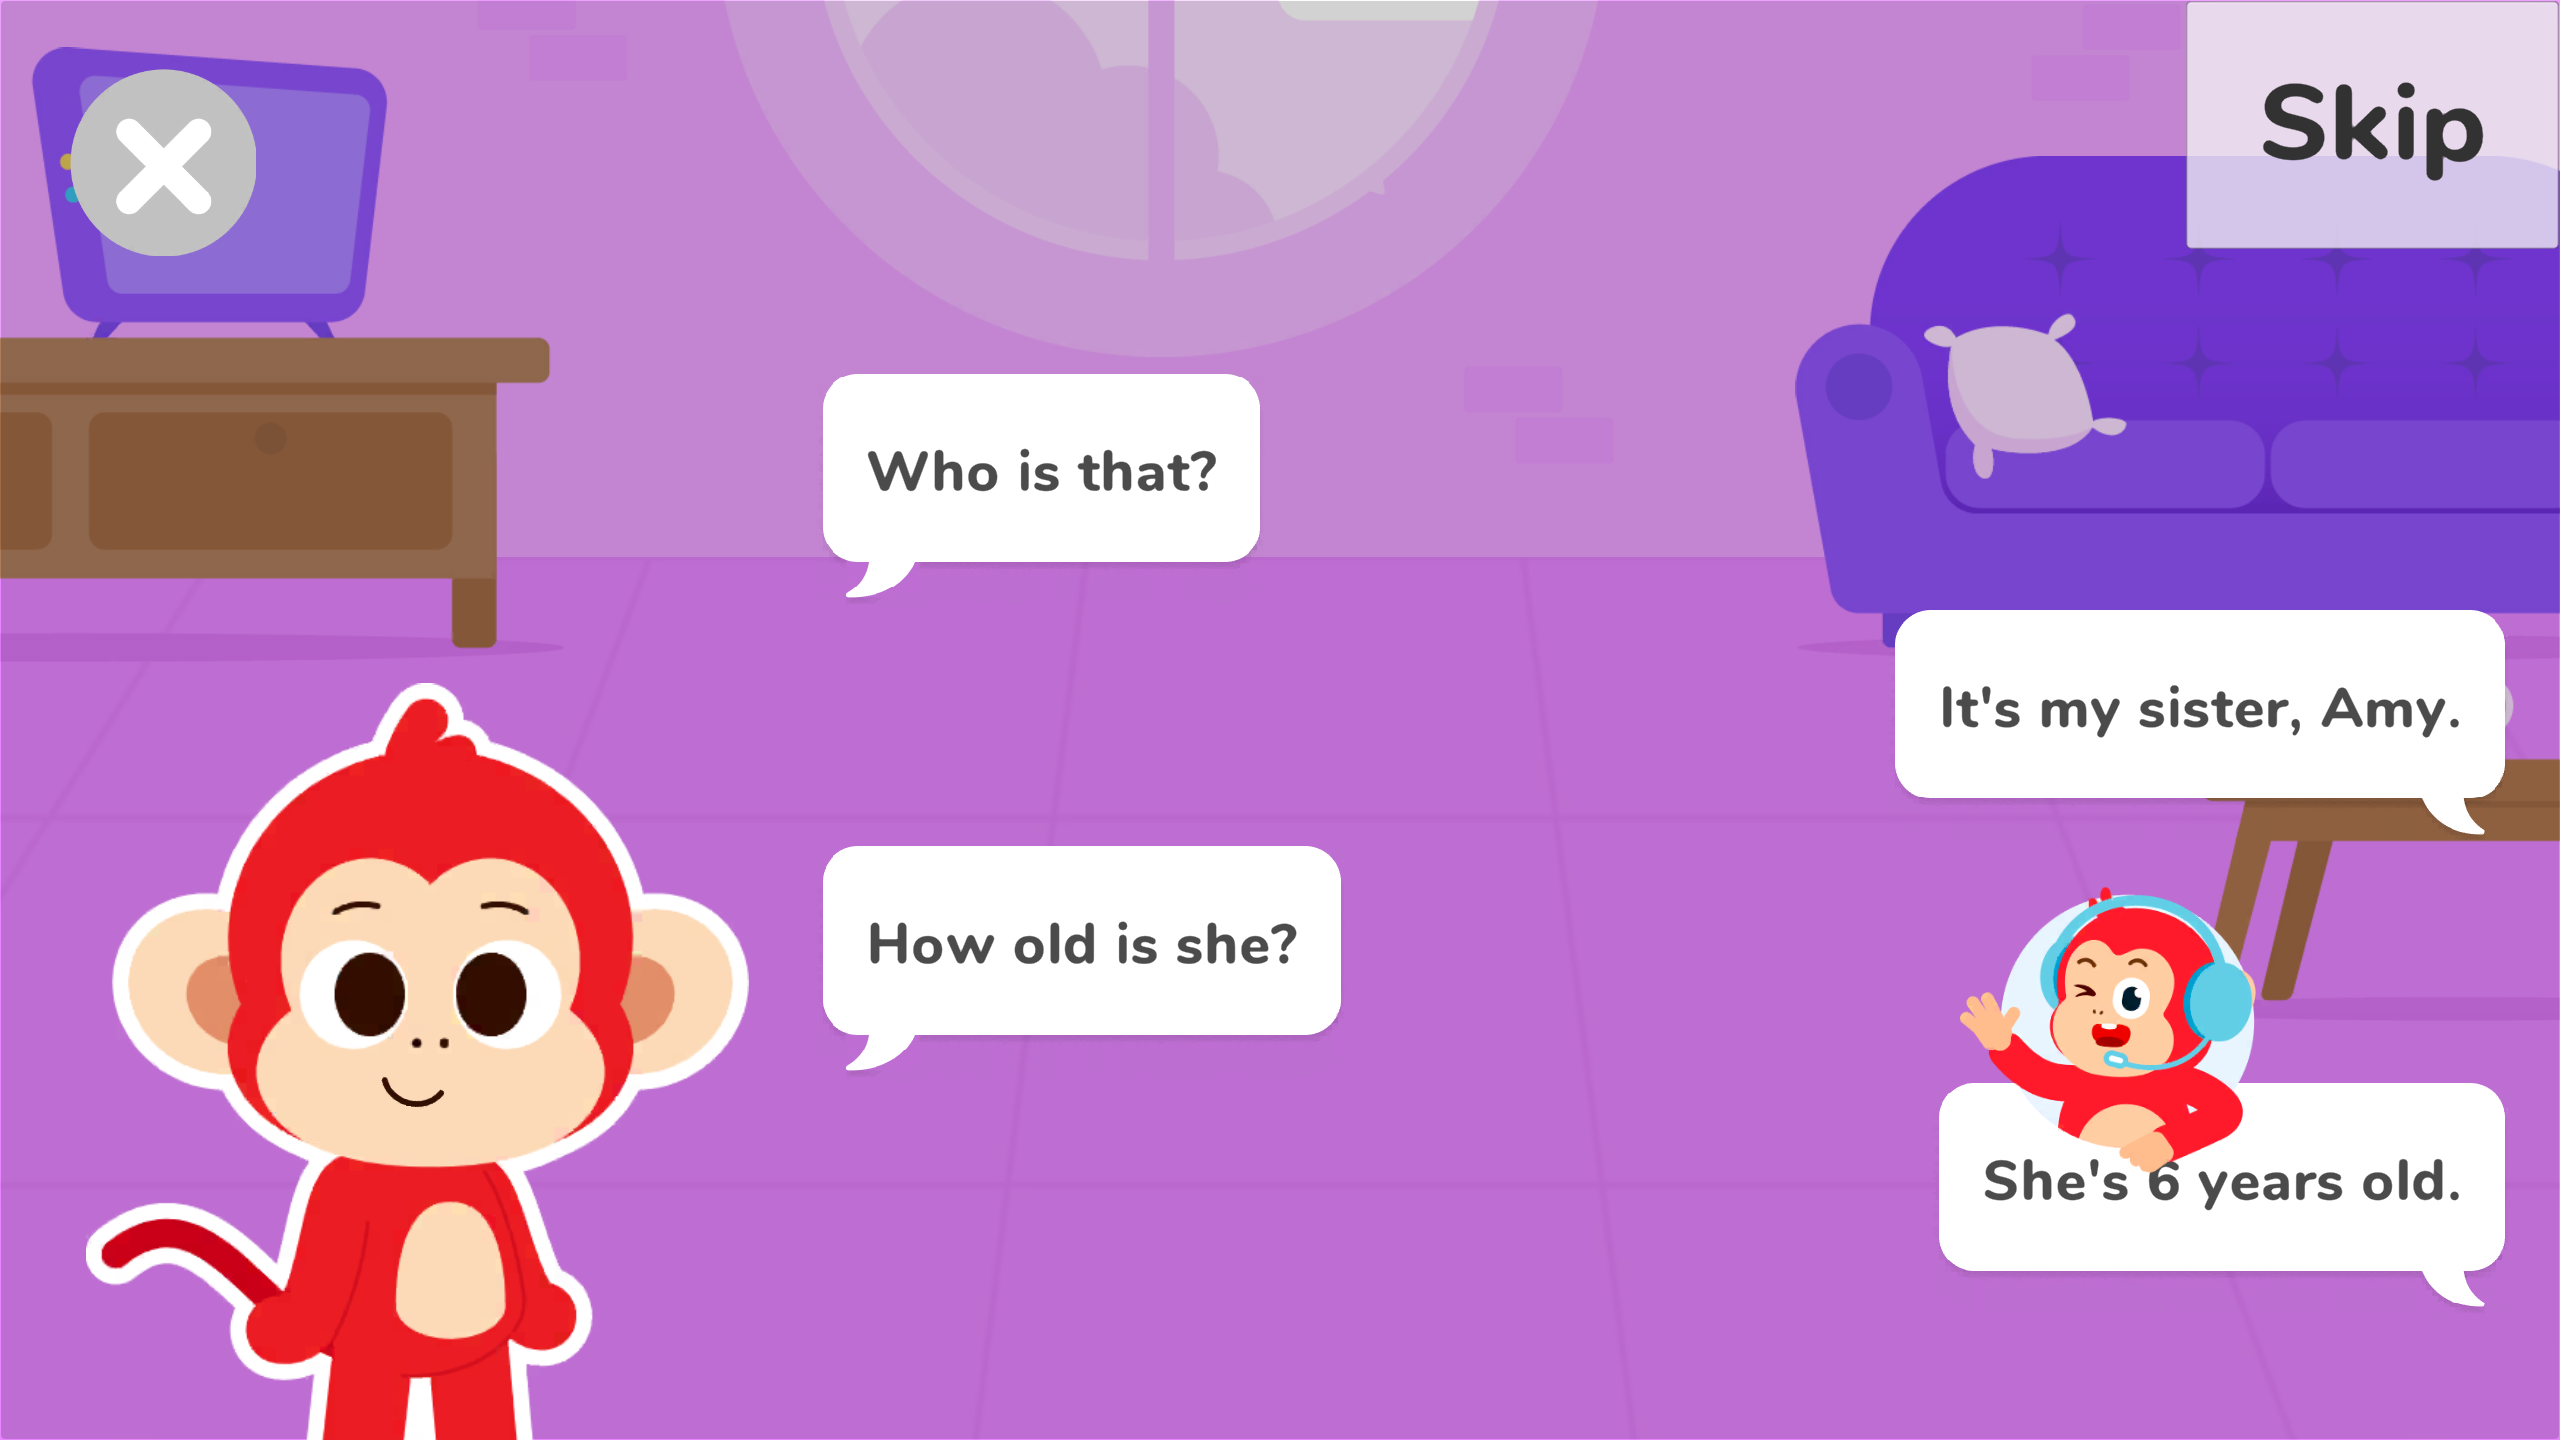 Skip
Who is that?
It's my sister, Amy.
How old is she?
She's 6 years old.